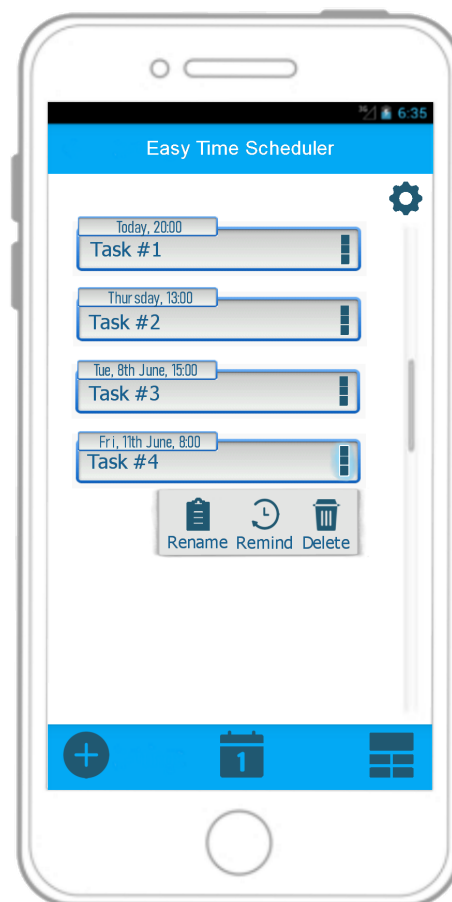 3G 6:35
Easy Time Scheduler
Today, 20:00
Task #1
Thursday, 13:00
Task #2
Tue, 8th June, 15:00
Task #3
Fri, 11th June, 8:00
Task #4
Rename Remind Delete
1